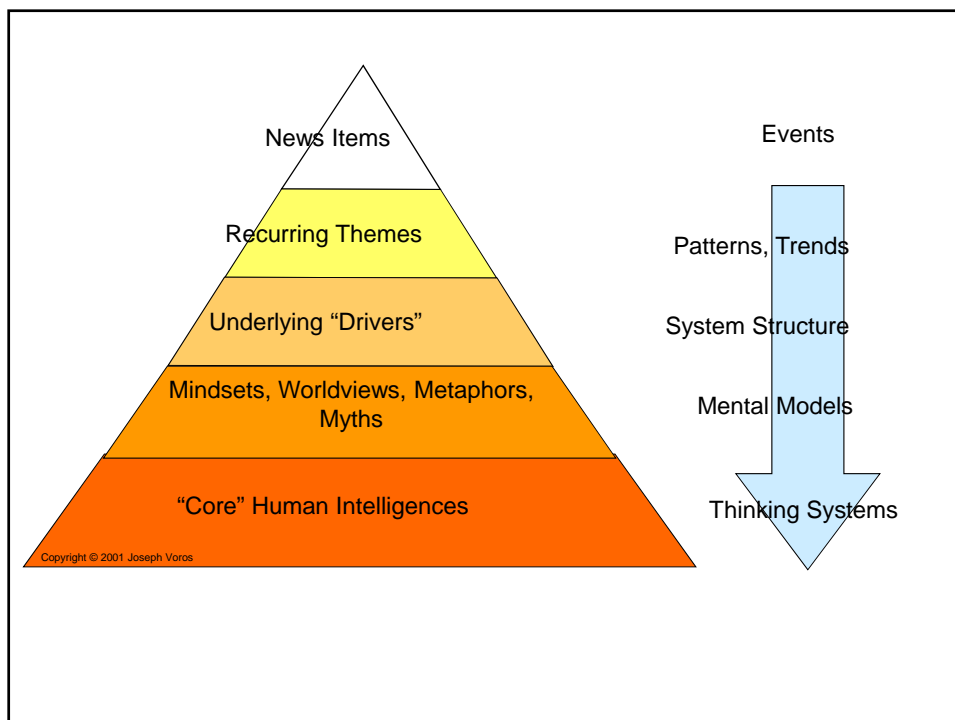 News Items
Events
Recurring Themes
Patterns, Trends
Underlying “Drivers”
System Structure
Mindsets, Worldviews, Metaphors,
Myths
Mental Models
“Core” Human Intelligences
Thinking Systems
Copyright © 2001 Joseph Voros